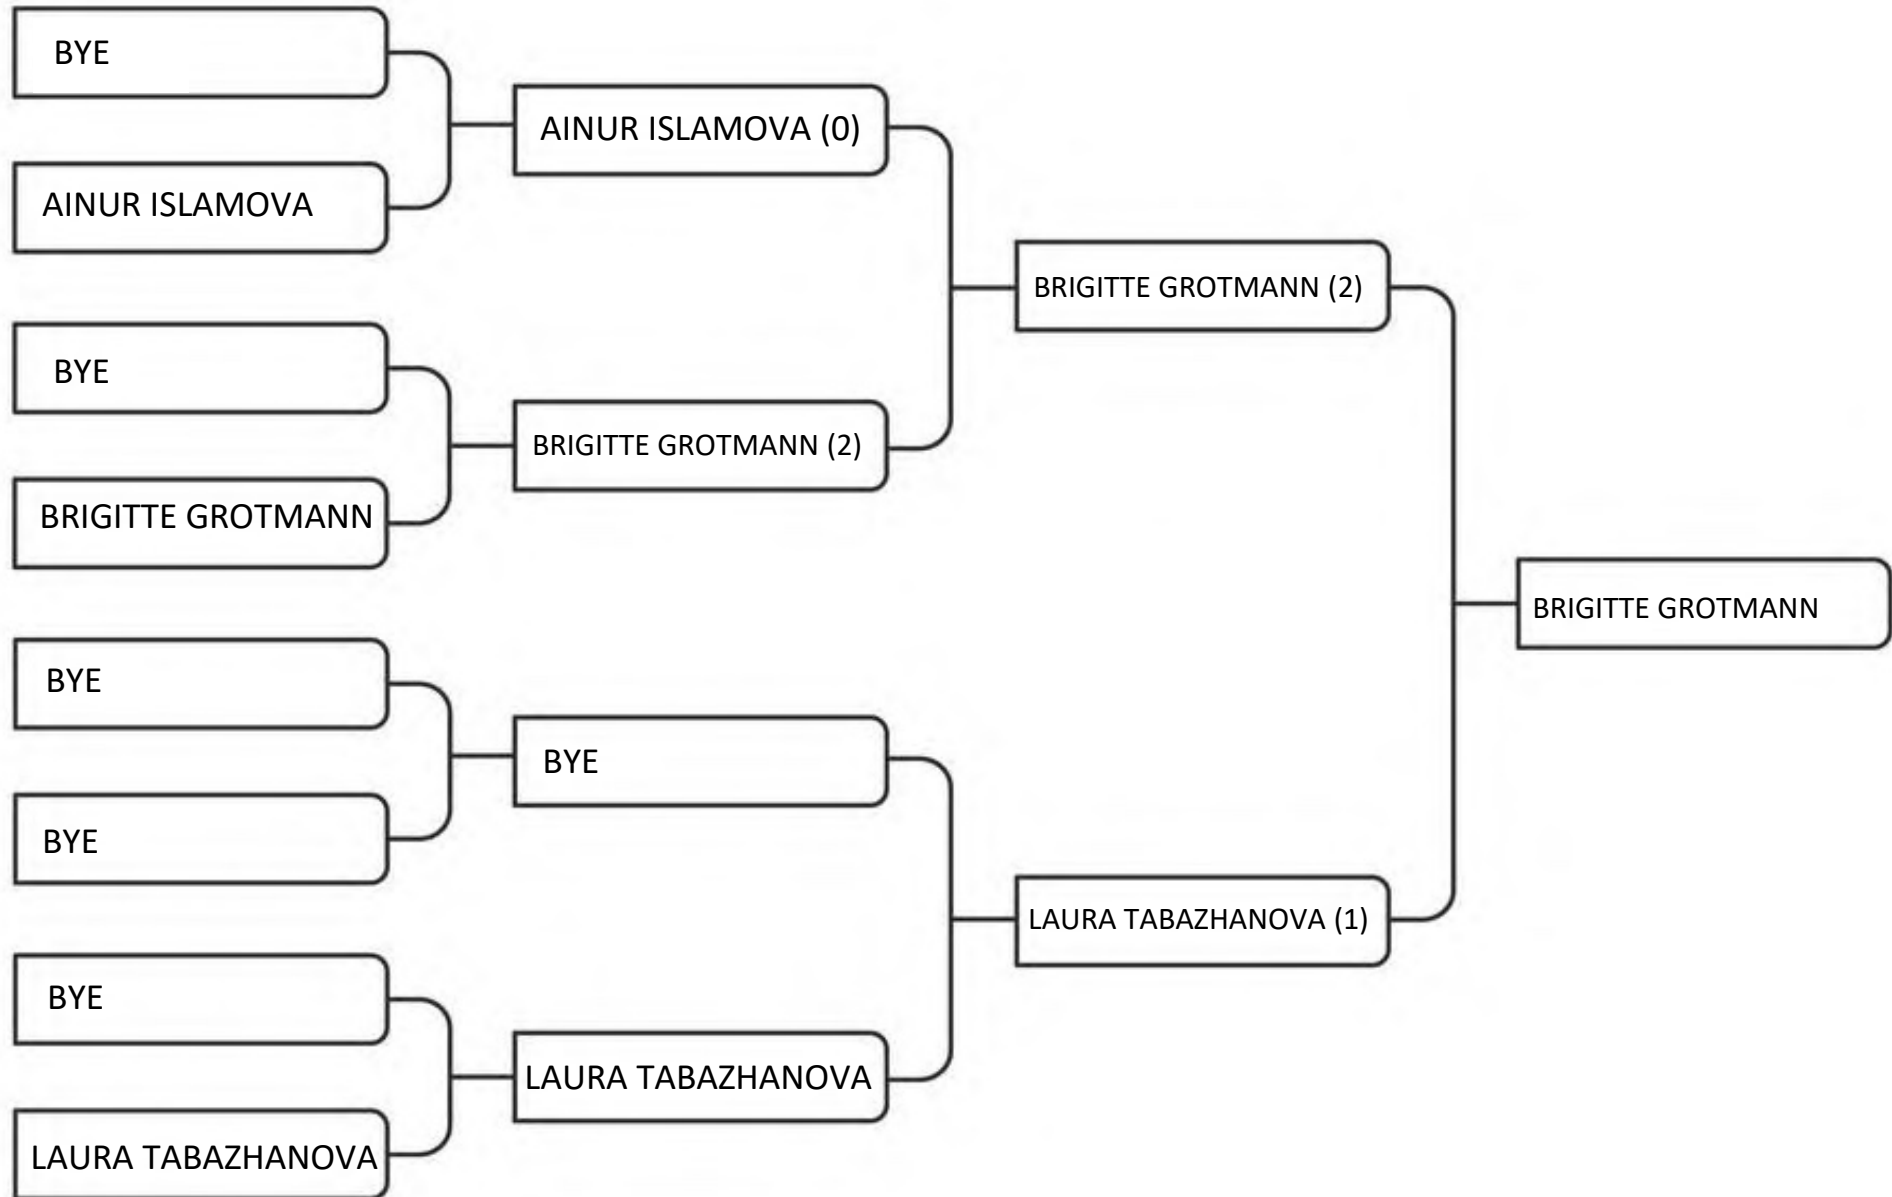 BYE
AINUR ISLAMOVA
BYE
BRIGITTE GROTMANN
BYE
BYE
BYE
LAURA TABAZHANOVA
AINUR ISLAMOVA (0)
BRIGITTE GROTMANN (2)
BYE
LAURA TABAZHANOVA
BRIGITTE GROTMANN (2)
LAURA TABAZHANOVA (1)
BRIGITTE GROTMANN